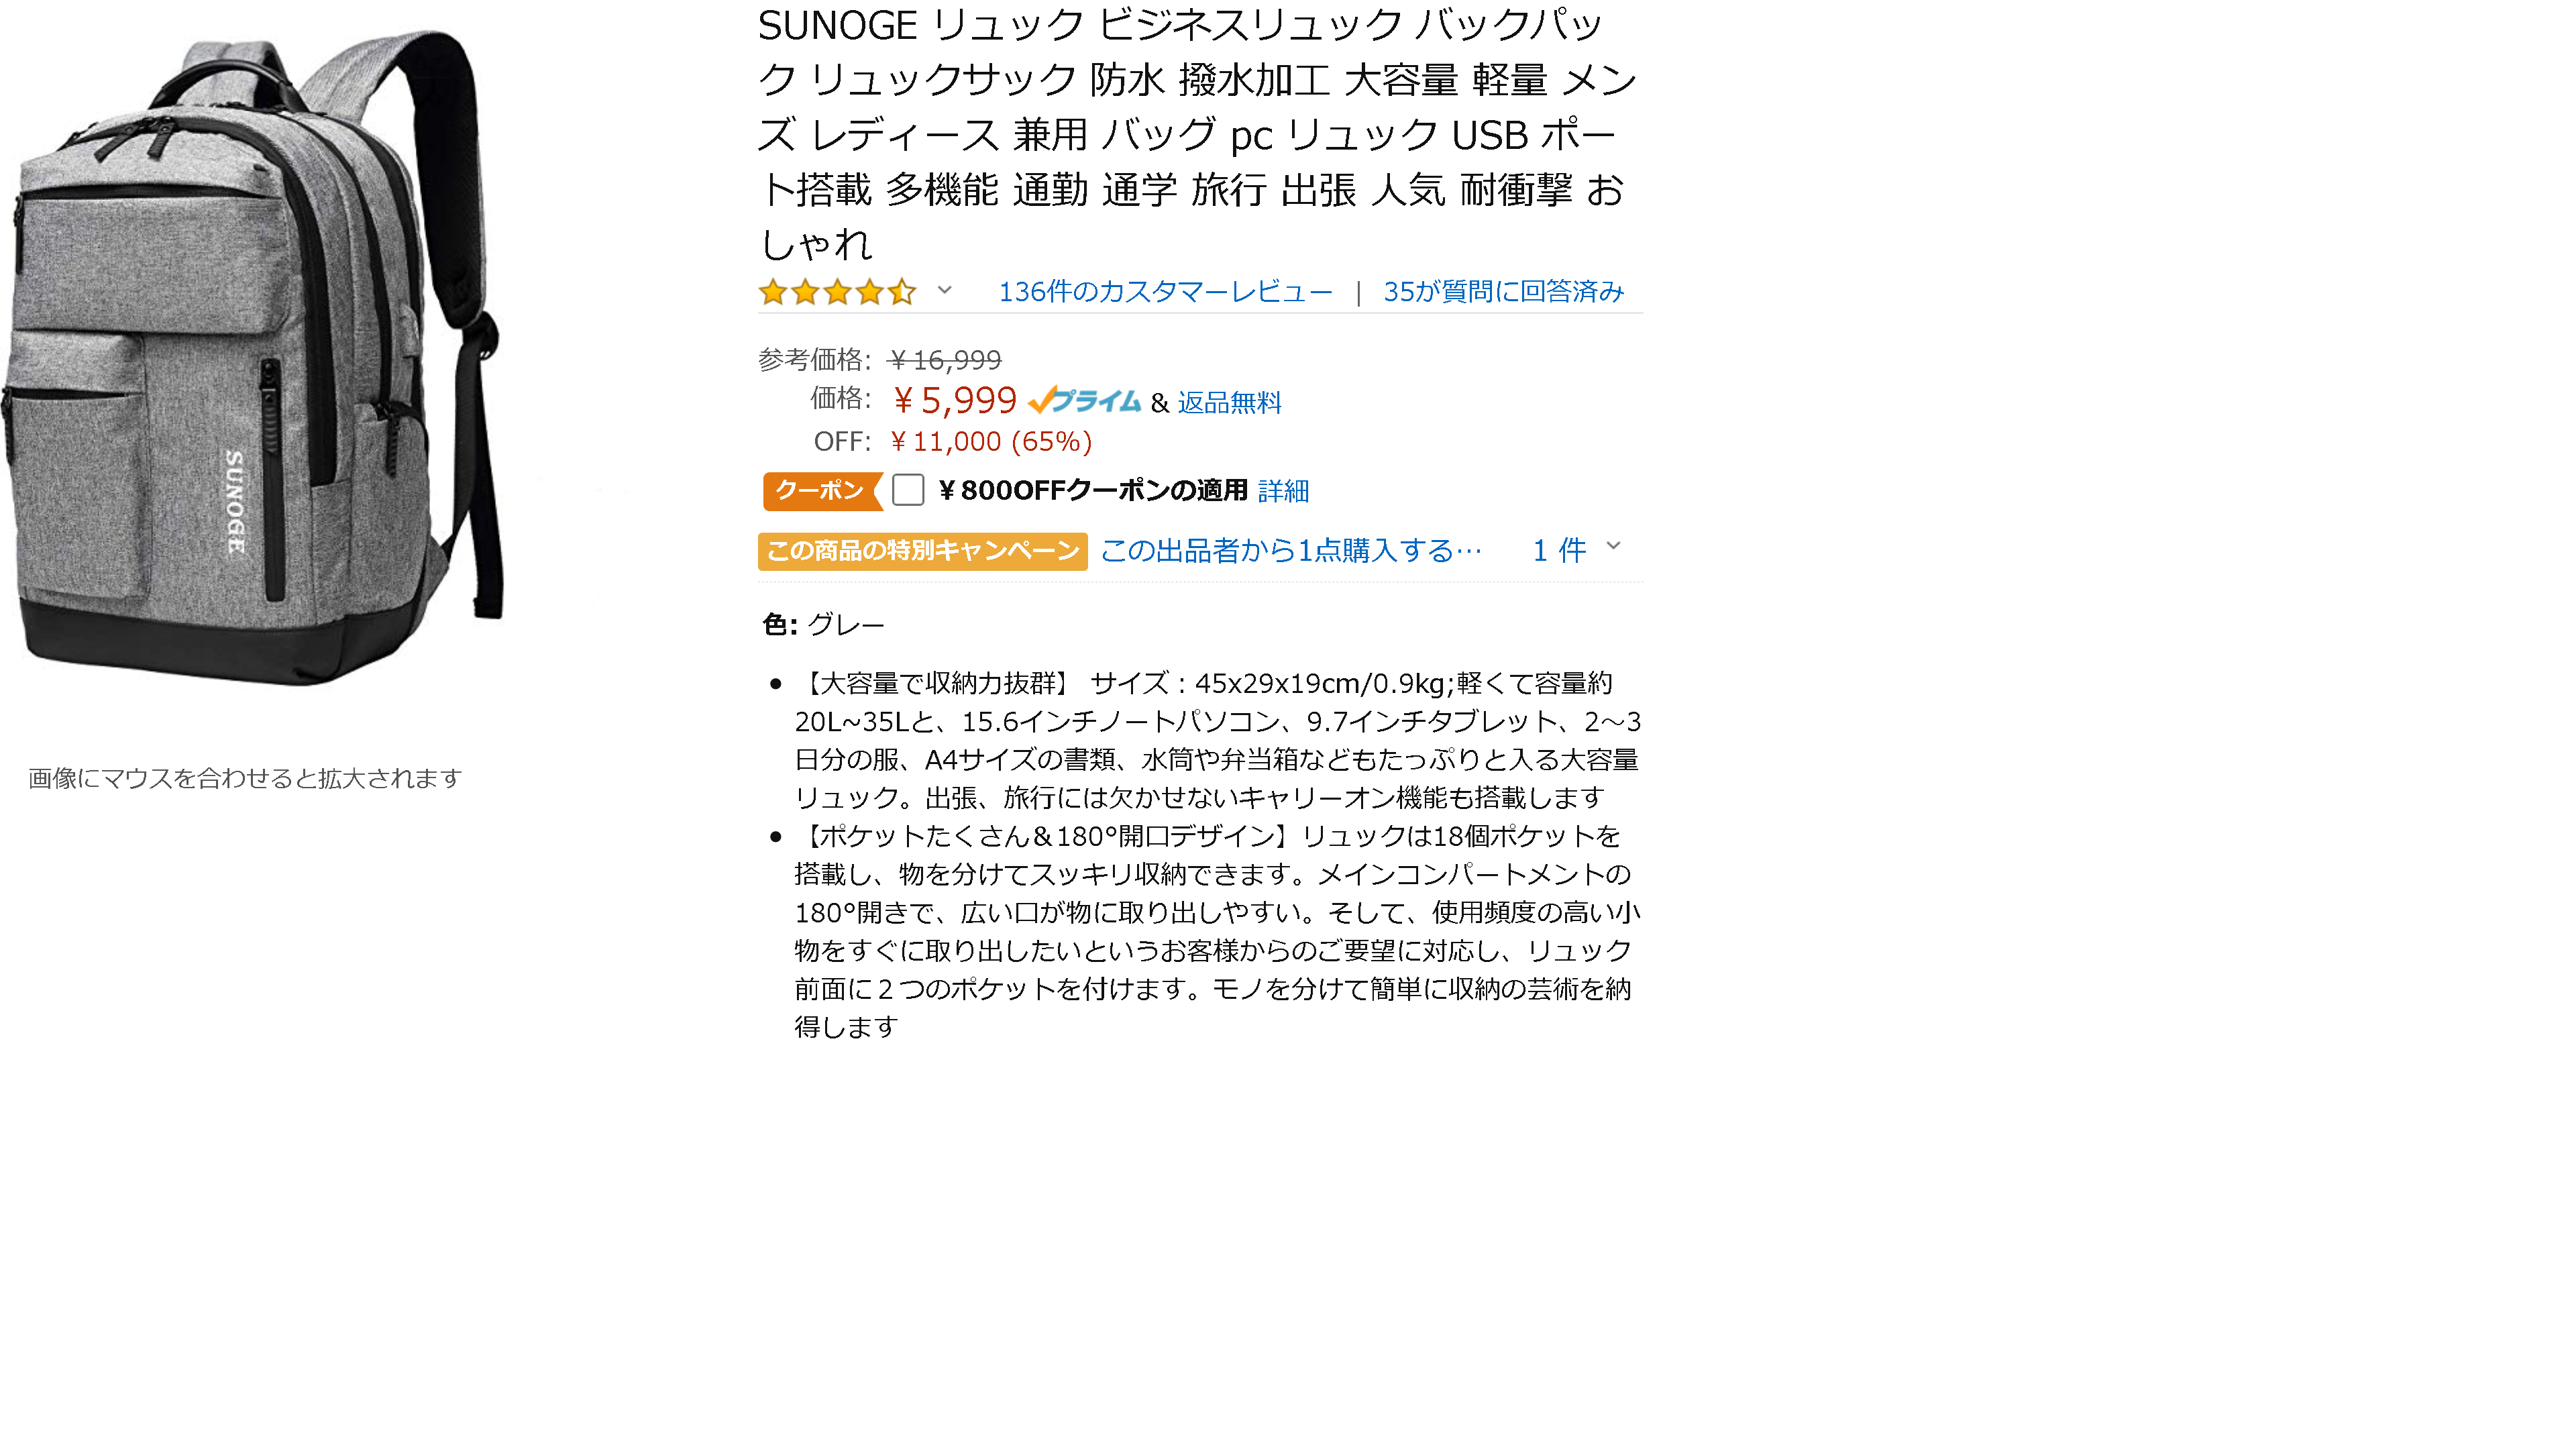 SUNOGE リュック ビジネスリュック バックパッ
ク リュックサック 防水 撥水加工 大容量 軽量 メン
ズ レディース 兼用 バッグ pc リュック USB ポー
ト搭載 多機能 通勤 通学 旅行 出張 人気 耐衝撃 お
しゃれ
136件のカスタマーレビュー | 35が質問に回答済み
参考価格: ￥16,999
価格: ￥5,999 プライム & 返品無料
OFF: ￥11,000 (65%)
クーポン ￥800OFFクーポンの適用 詳細
この商品の特別キャンペーン この出品者から1点購入する… 1 件
色: グレー
• 【大容量で収納力抜群】 サイズ：45x29x19cm/0.9kg;軽くて容量約
20L~35Lと、15.6インチノートパソコン、9.7インチタブレット、2～3
日分の服、A4サイズの書類、水筒や弁当箱などもたっぷりと入る大容量
リュック。出張、旅行には欠かせないキャリーオン機能も搭載します
• 【ポケットたくさん＆180°開口デザイン】リュックは18個ポケットを
搭載し、物を分けてスッキリ収納できます。メインコンパートメントの
180°開きで、広い口が物に取り出しやすい。そして、使用頻度の高い小
物をすぐに取り出したいというお客様からのご要望に対応し、リュック
前面に２つのポケットを付けます。モノを分けて簡単に収納の芸術を納
得します
SUNOGE
画像にマウスを合わせると拡大されます